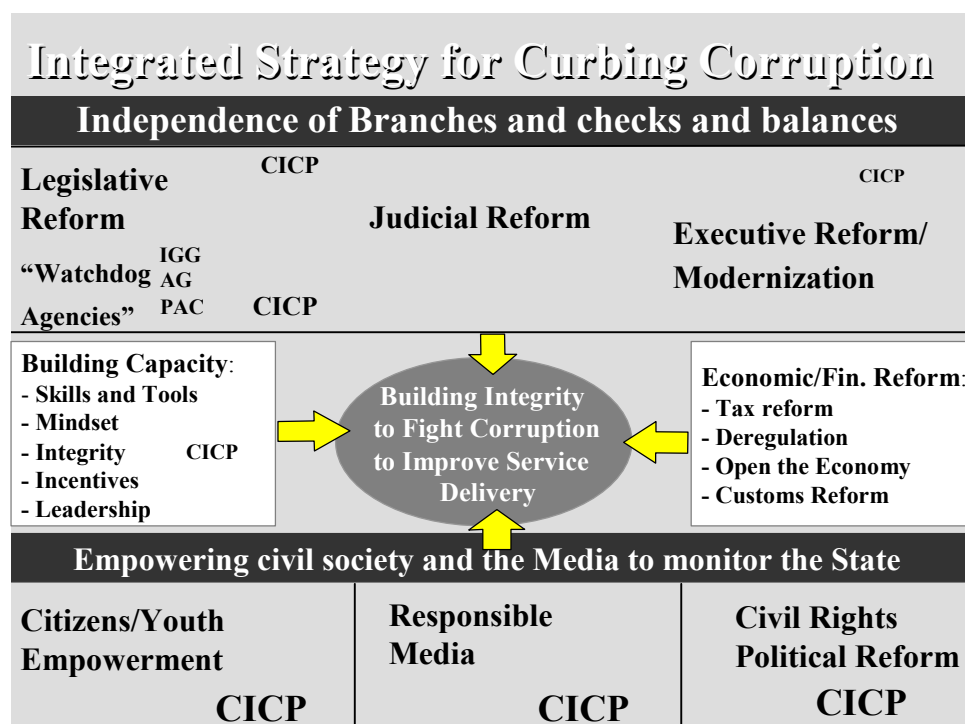 Integrated Strategy for Curbing Corruption
Independence of Branches and checks and balances
Legislative
Reform
CICP
“Watchdog
Agencies”
IGG
AG
PAC
CICP
Judicial Reform
CICP
Executive Reform/
Modernization
Building Capacity:
- Skills and Tools
- Mindset
- Integrity CICP
- Incentives
- Leadership
Building Integrity
to Fight Corruption
to Improve Service
Delivery
Economic/Fin. Reform:
- Tax reform
- Deregulation
- Open the Economy
- Customs Reform
Empowering civil society and the Media to monitor the State
Citizens/Youth
Empowerment
CICP
Responsible
Media
CICP
Civil Rights
Political Reform
CICP